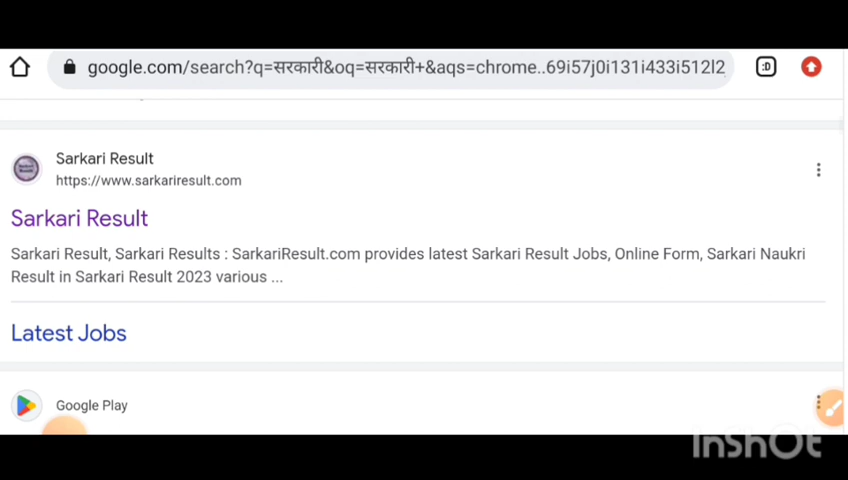 google.com/search?q=सरकारी&oq=सरकारी+&aqs=chrome..69i57j0i131i433i512l2
:D
Sarkari Result
https://www.sarkariresult.com
Sarkari Result
Sarkari Result, Sarkari Results : SarkariResult.com provides latest Sarkari Result Jobs, Online Form, Sarkari Naukri
Result in Sarkari Result 2023 various ...
Latest Jobs
Google Play
InShOt